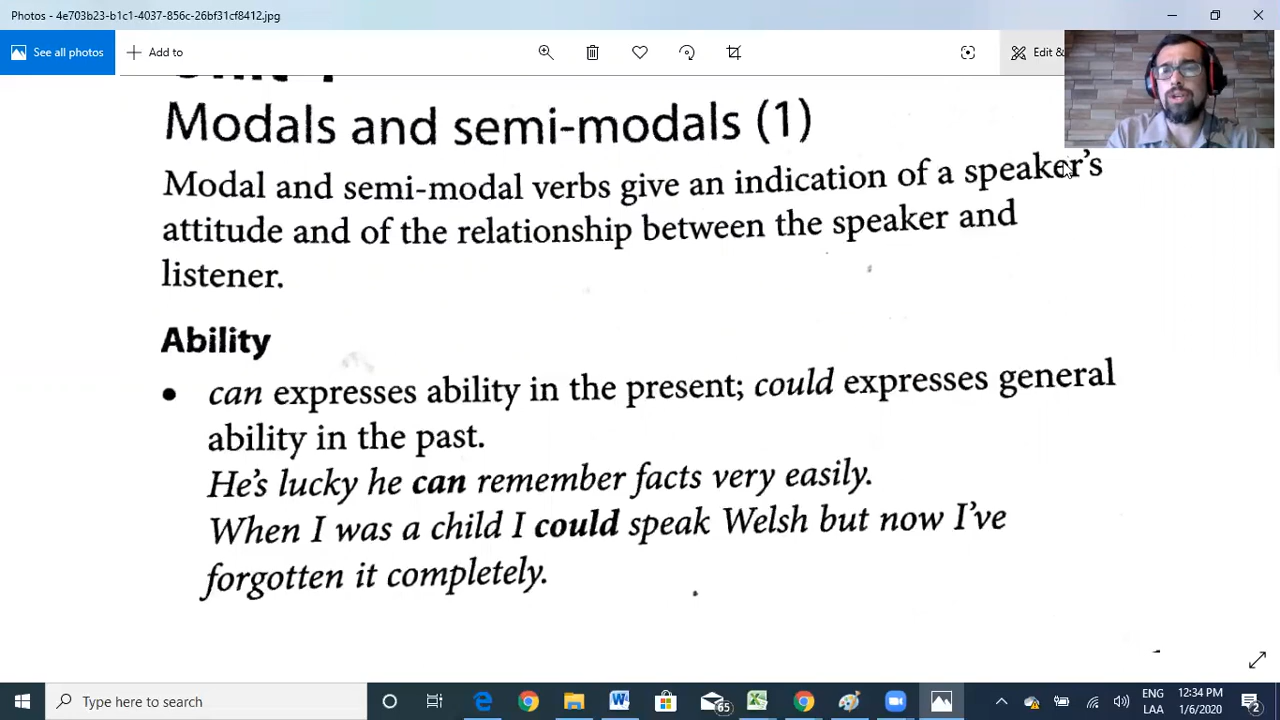 Photos - 4e703b23-b1c1-4037-856c-26bf31cf8412.jpg
See all photos
Add to
Edit &
Modals and semi-modals (1)
Modal and semi-modal verbs give an indication of a speaker's
attitude and of the relationship between the speaker and
listener.
Ability
• can expresses ability in the present; could expresses general
ability in the past.
He's lucky he can remember facts very easily.
When I was a child I could speak Welsh but now I've
forgotten it completely.
Type here to search
65
ENG
LAA
12:34 PM
1/6/2020
2